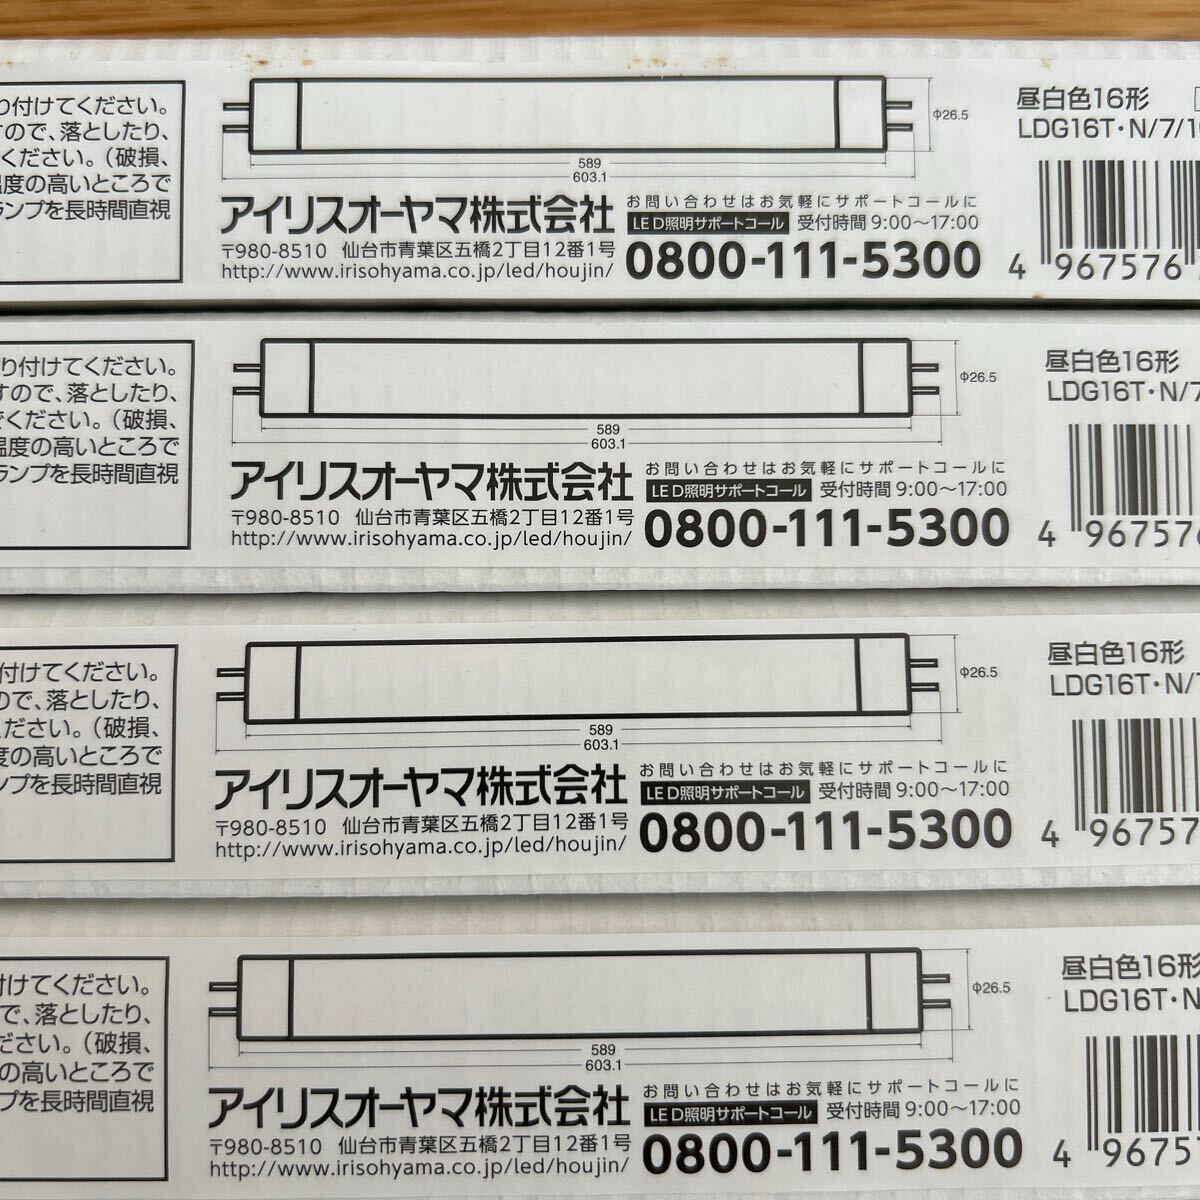 り付けてください。
ので、落としたり、
ください。（破損、
温度の高いところで
ランプを長時間直視
589
603.1
Φ26.5
アイリスオーヤマ株式会社
〒980-8510 仙台市青葉区五橋2丁目12番1号
http://www.irisohyama.co.jp/led/houjin/
お問い合わせはお気軽にサポートコールに
LED照明サポートコール 受付時間 9:00〜17:00
0800-111-5300
昼白色16形
LDG16T・N/7/1
4 967576
り付けてください。
すので、落としたり、
でください。（破損、
温度の高いところで
ランプを長時間直視
589
603.1
Φ26.5
アイリスオーヤマ株式会社
〒980-8510 仙台市青葉区五橋2丁目12番1号
http://www.irisohyama.co.jp/led/houjin/
お問い合わせはお気軽にサポートコールに
LED照明サポートコール 受付時間 9:00〜17:00
0800-111-5300
昼白色16形
LDG16T・N/7
4 967576
付けてください。
ので、落としたり、
ください。（破損、
度の高いところで
ンプを長時間直視
589
603.1
Φ26.5
アイリスオーヤマ株式会社
〒980-8510 仙台市青葉区五橋2丁目12番1号
http://www.irisohyama.co.jp/led/houjin/
お問い合わせはお気軽にサポートコールに
LED照明サポートコール 受付時間 9:00〜17:00
0800-111-5300
昼白色16形
LDG16T・N/
4 96757
付けてください。
で、落としたり、
ださい。（破損、
の高いところで
プを長時間直視
589
603.1
Φ26.5
アイリスオーヤマ株式会社
〒980-8510 仙台市青葉区五橋2丁目12番1号
http://www.irisohyama.co.jp/led/houjin/
お問い合わせはお気軽にサポートコールに
LED照明サポートコール 受付時間 9:00〜17:00
0800-111-5300
昼白色16形
LDG16T・N
4 96757